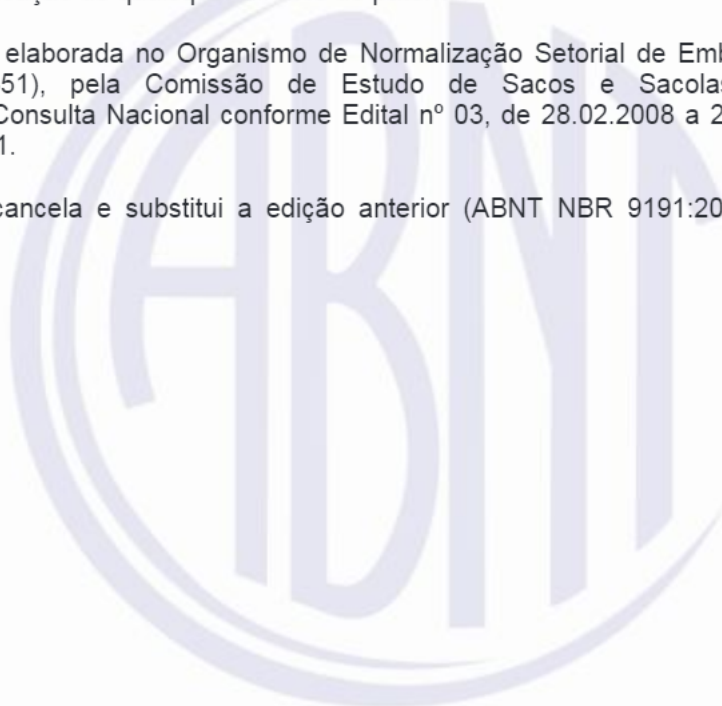 elaborada no Organismo de Normalização Setorial de Emb
51), pela Comissão de Estudo de Sacos e Sacolas
Consulta Nacional conforme Edital nº 03, de 28.02.2008 a 2
1.
cancela e substitui a edição anterior (ABNT NBR 9191:20
ABNT